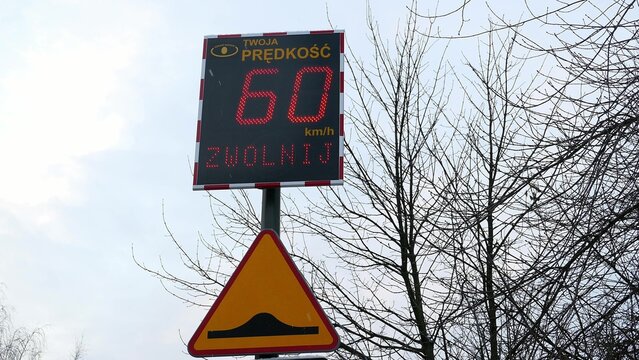 TWOJA
PRĘDKOŚĆ
60
km/h
ZWOLNIJ